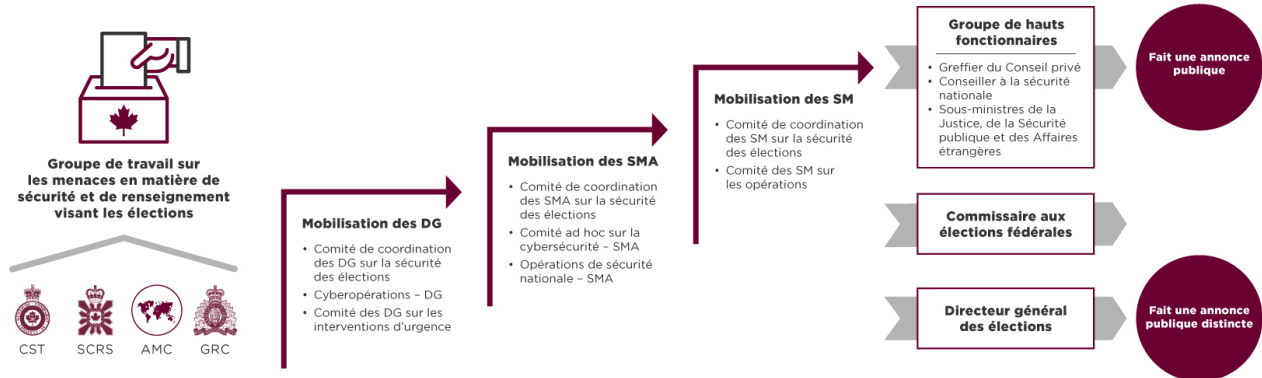 Groupe de travail sur
les menaces en matière de
sécurité et de renseignement
visant les élections
CST
SCRS
AMC
GRC
Mobilisation des DG
• Comité de coordination
des DG sur la sécurité
des élections
• Cyberopérations – DG
• Comité des DG sur les
interventions d'urgence
Mobilisation des SMA
• Comité de coordination
des SMA sur la sécurité
des élections
• Comité ad hoc sur la
cybersécurité – SMA
• Opérations de sécurité
nationale – SMA
Mobilisation des SM
• Comité de coordination
des SM sur la sécurité
des élections
• Comité des SM sur
les opérations
Groupe de hauts
fonctionnaires
• Greffier du Conseil privé
• Conseiller à la sécurité
nationale
• Sous-ministres de la
Justice, de la Sécurité
publique et des Affaires
étrangères
Fait une annonce
publique
Commissaire aux
élections fédérales
Directeur général
des élections
Fait une annonce
publique distincte